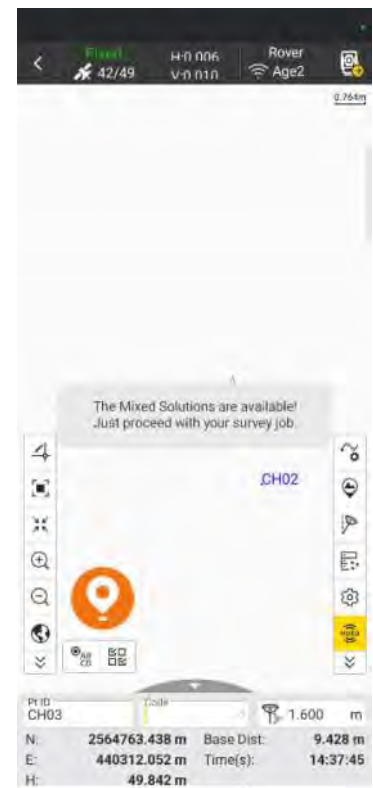 Fixed H:0.006 Rover
42/49 V:0.010 Age2
0.764m
The Mixed Solutions are available!
Just proceed with your survey job.
CH02
Pt ID Code
CH03 1.600 m
N: 2564763.438 m Base Dist: 9.428 m
E: 440312.052 m Time(s): 14:37:45
H: 49.842 m